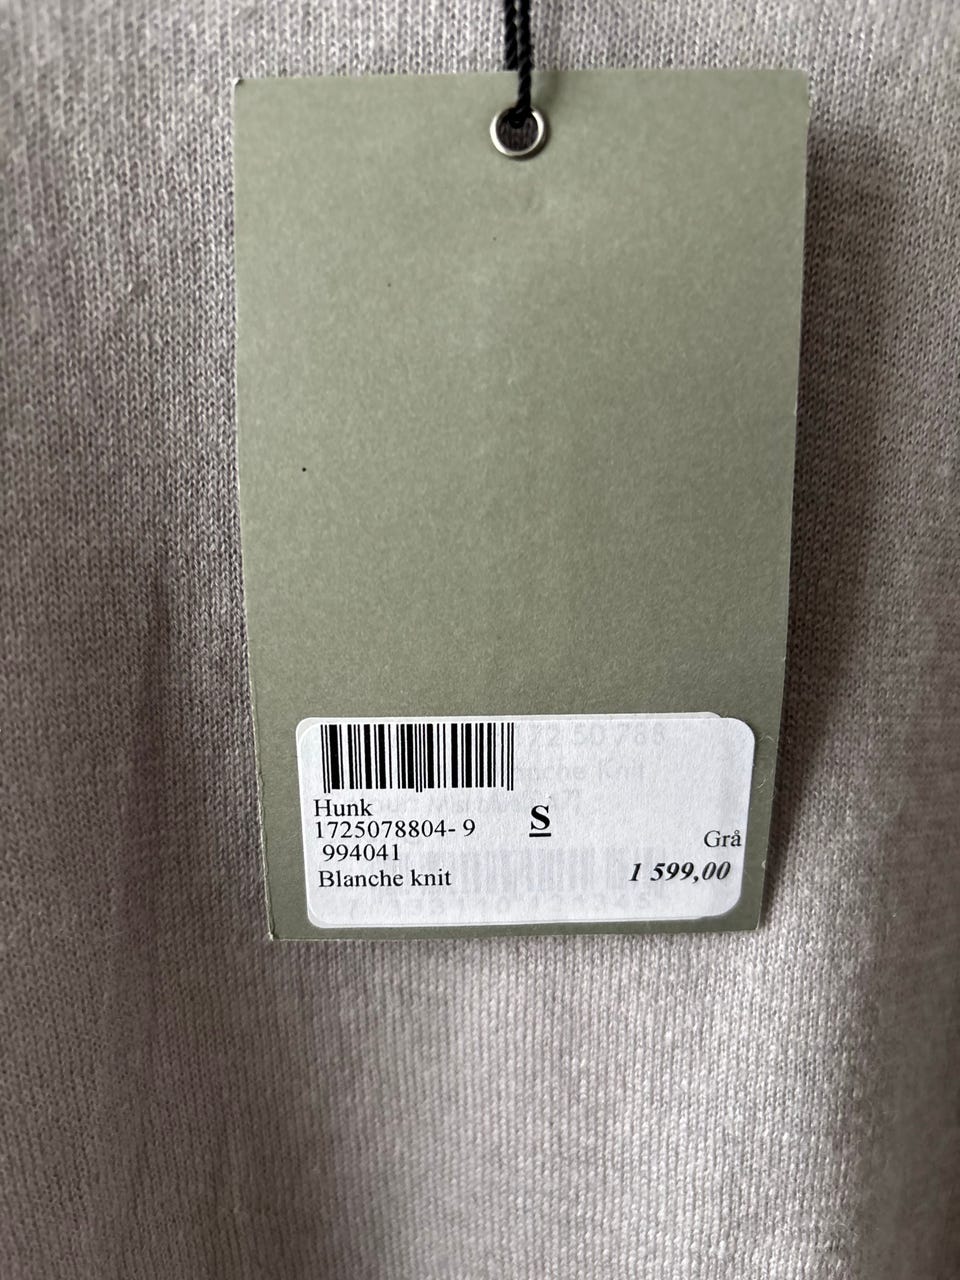 Hunk
1725078804- 9
S
994041
Grå
Blanche knit
1 599,00